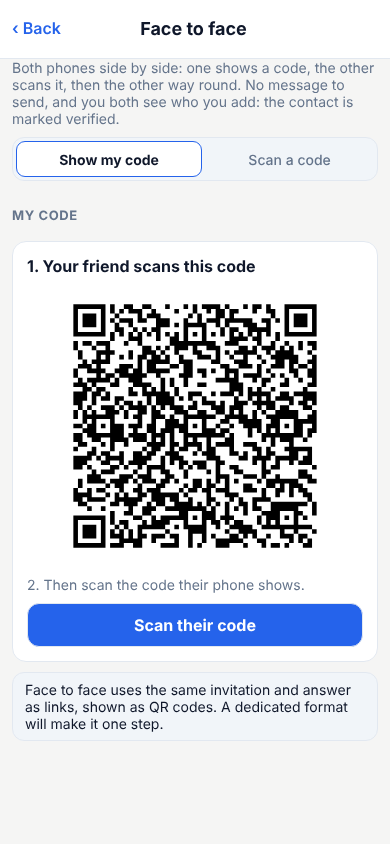 ‹ Back
Face to face
Both phones side by side: one shows a code, the other
scans it, then the other way round. No message to
send, and you both see who you add: the contact is
marked verified.
Show my code
Scan a code
MY CODE
1. Your friend scans this code
2. Then scan the code their phone shows.
Scan their code
Face to face uses the same invitation and answer
as links, shown as QR codes. A dedicated format
will make it one step.